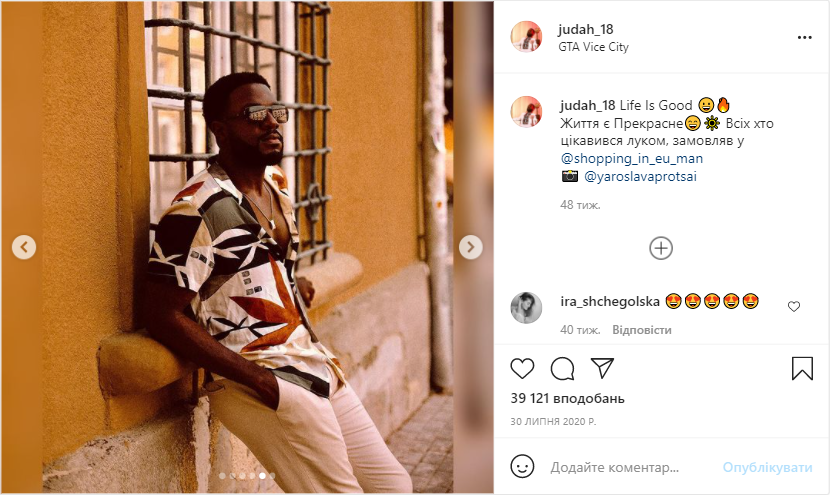 judah_18
GTA Vice City
judah_18 Life Is Good 😃🔥
Життя є Прекрасне😄🔆 Всіх хто
цікавився луком, замовляв у
@shopping_in_eu_man
📸 @yaroslavaprotsai
48 тиж.
ira_shchegolska 😍😍😍😍😍
40 тиж. Відповісти
39 121 вподобань
30 ЛИПНЯ 2020 Р.
Додайте коментар... Опублікувати